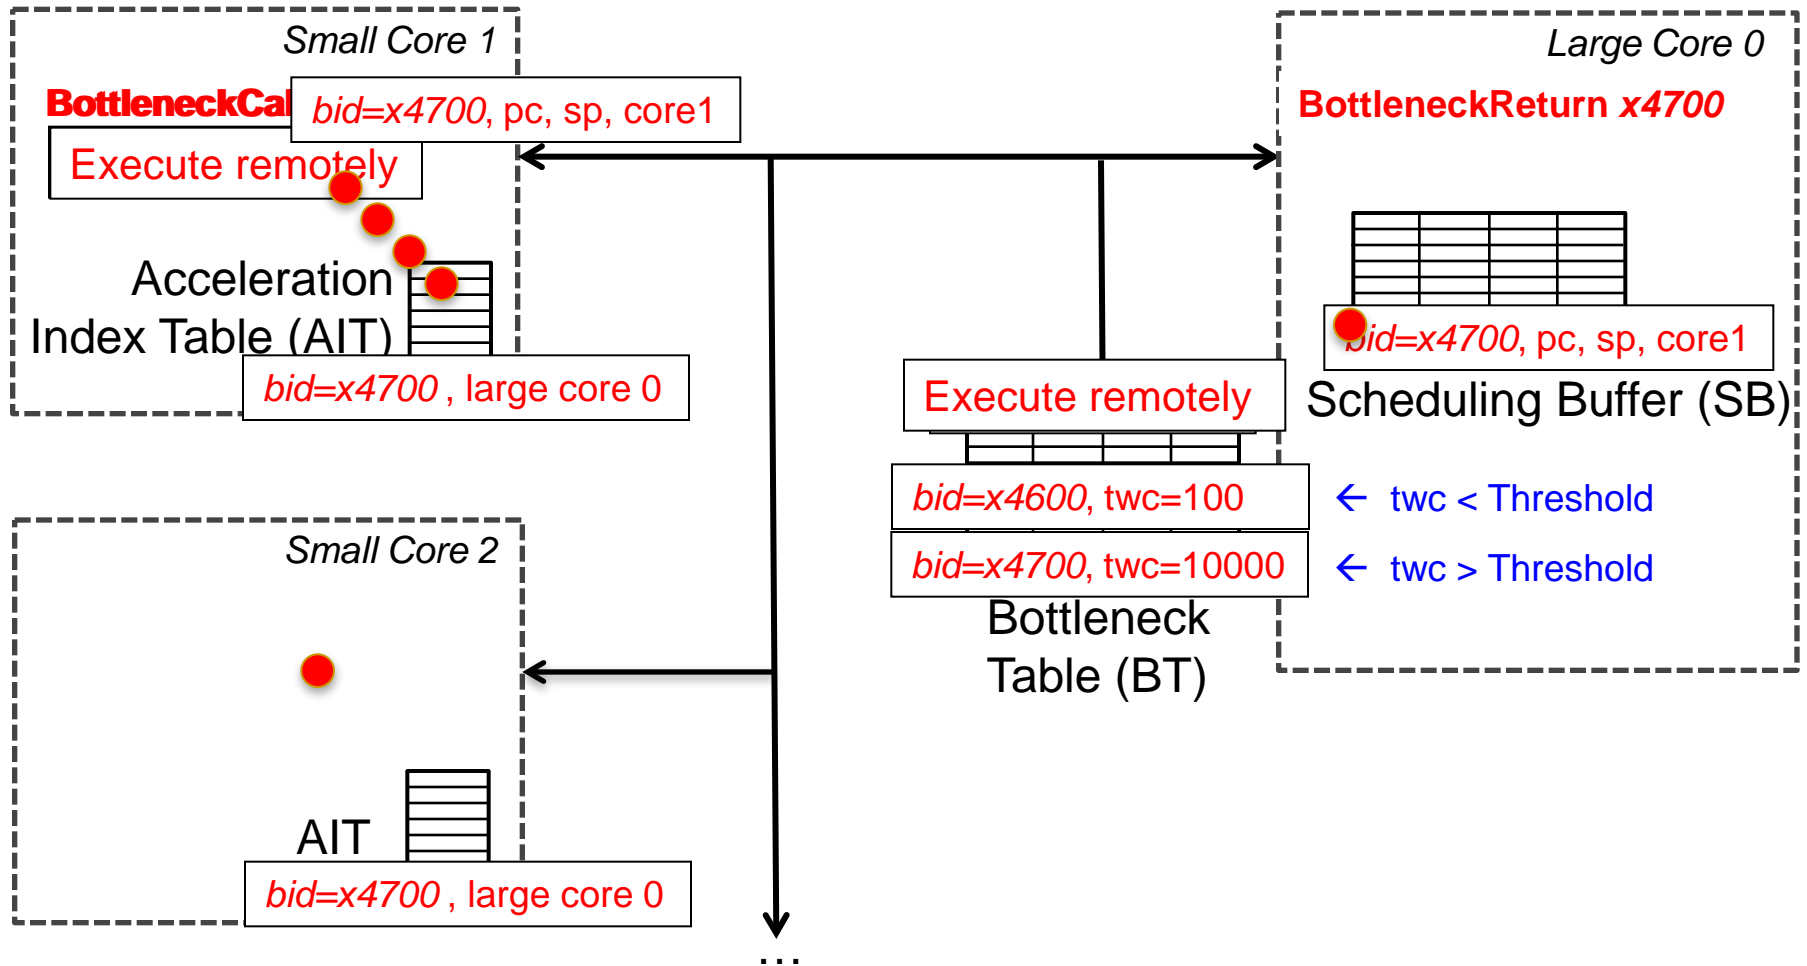 Small Core 1
bid=x4700, pc, sp, core1
Execute remotely
Acceleration
Index Table (AIT)
bid=x4700 , large core 0
Large Core 0
BottleneckReturn x4700
bid=x4700, pc, sp, core1
Scheduling Buffer (SB)
Execute remotely
bid=x4600, twc=100
← twc < Threshold
bid=x4700, twc=10000
← twc > Threshold
Bottleneck
Table (BT)
Small Core 2
AIT
bid=x4700 , large core 0
...